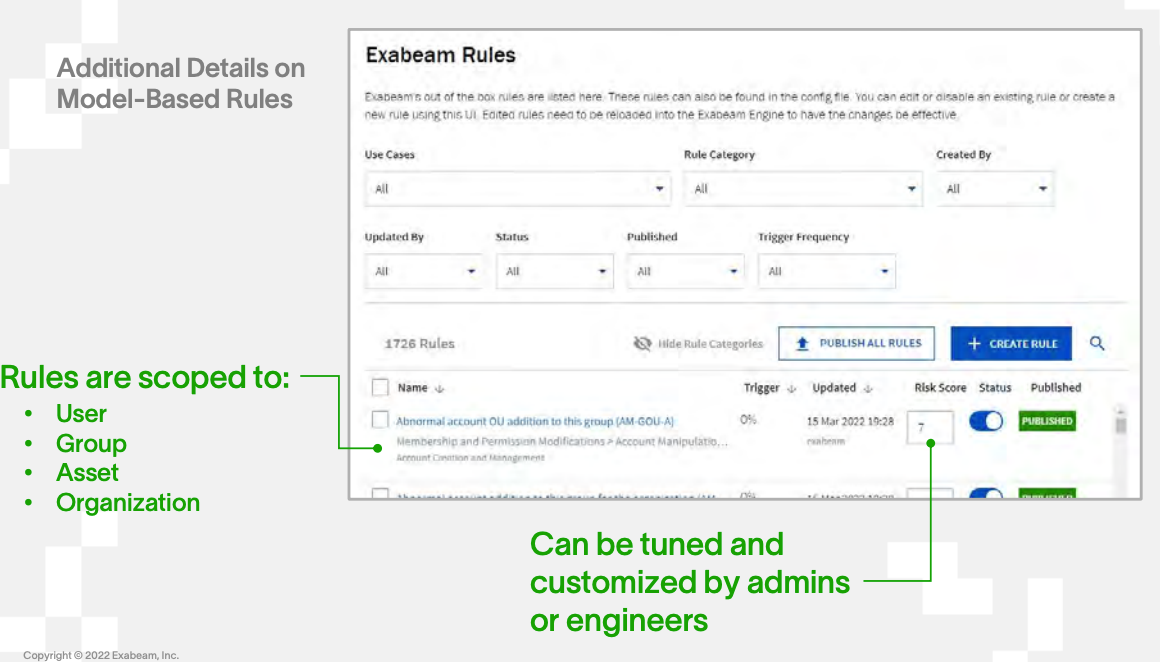 Additional Details on
Model-Based Rules
Exabeam Rules
Exabeam's out of the box rules are listed here. These rules can also be found in the config file. You can edit or disable an existing rule or create a
new rule using this UI. Edited rules need to be reloaded into the Exabeam Engine to have the changes be effective.
Use Cases Rule Category Created By
All All All
Updated By Status Published Trigger Frequency
All All All All
1726 Rules Hide Rule Categories PUBLISH ALL RULES + CREATE RULE
Name Trigger Updated Risk Score Status Published
Abnormal account OU addition to this group (AM-GOU-A) 0% 15 Mar 2022 19:28 7 PUBLISHED
Membership and Permission Modifications > Account Manipulatio... exabeam
Account Creation and Management
Rules are scoped to:
• User
• Group
• Asset
• Organization
Can be tuned and
customized by admins
or engineers
Copyright © 2022 Exabeam, Inc.